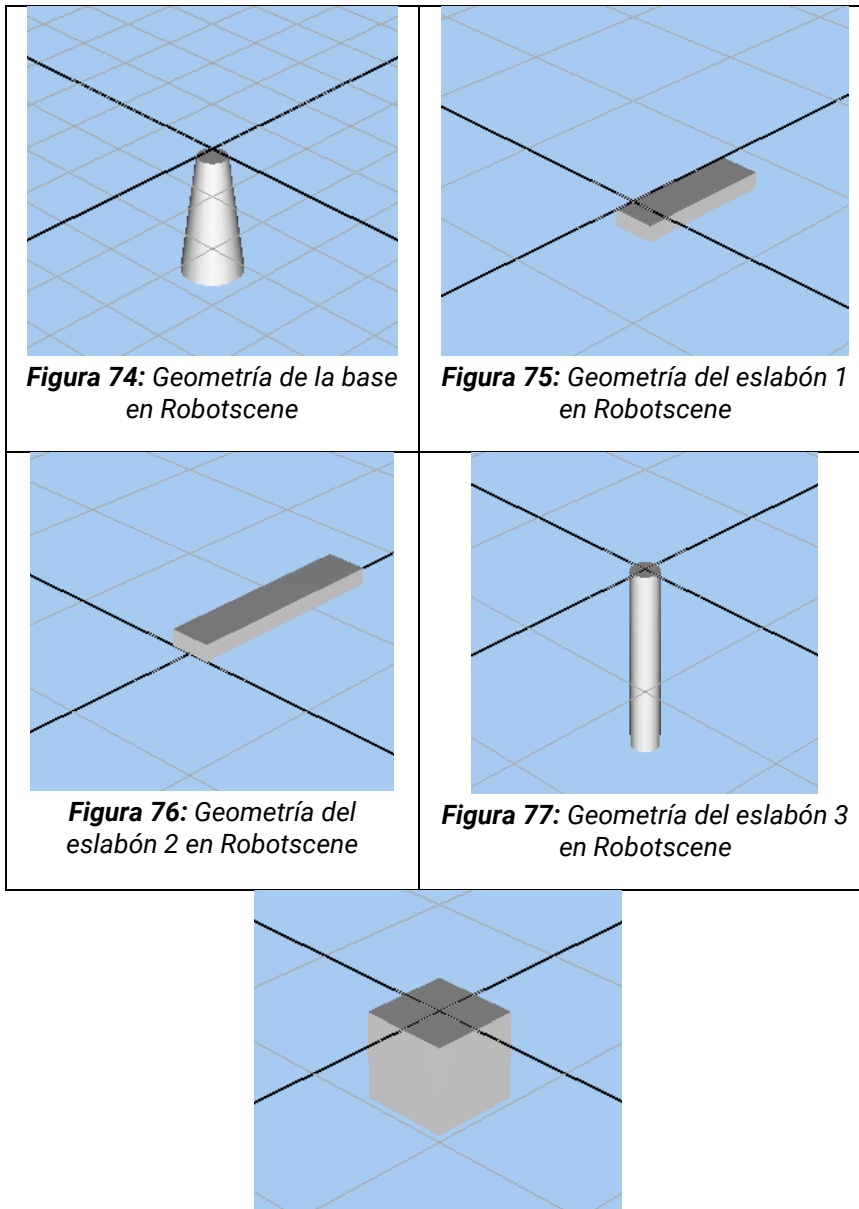 Figura 74: Geometría de la base
en Robotscene
Figura 75: Geometría del eslabón 1
en Robotscene
Figura 76: Geometría del
eslabón 2 en Robotscene
Figura 77: Geometría del eslabón 3
en Robotscene